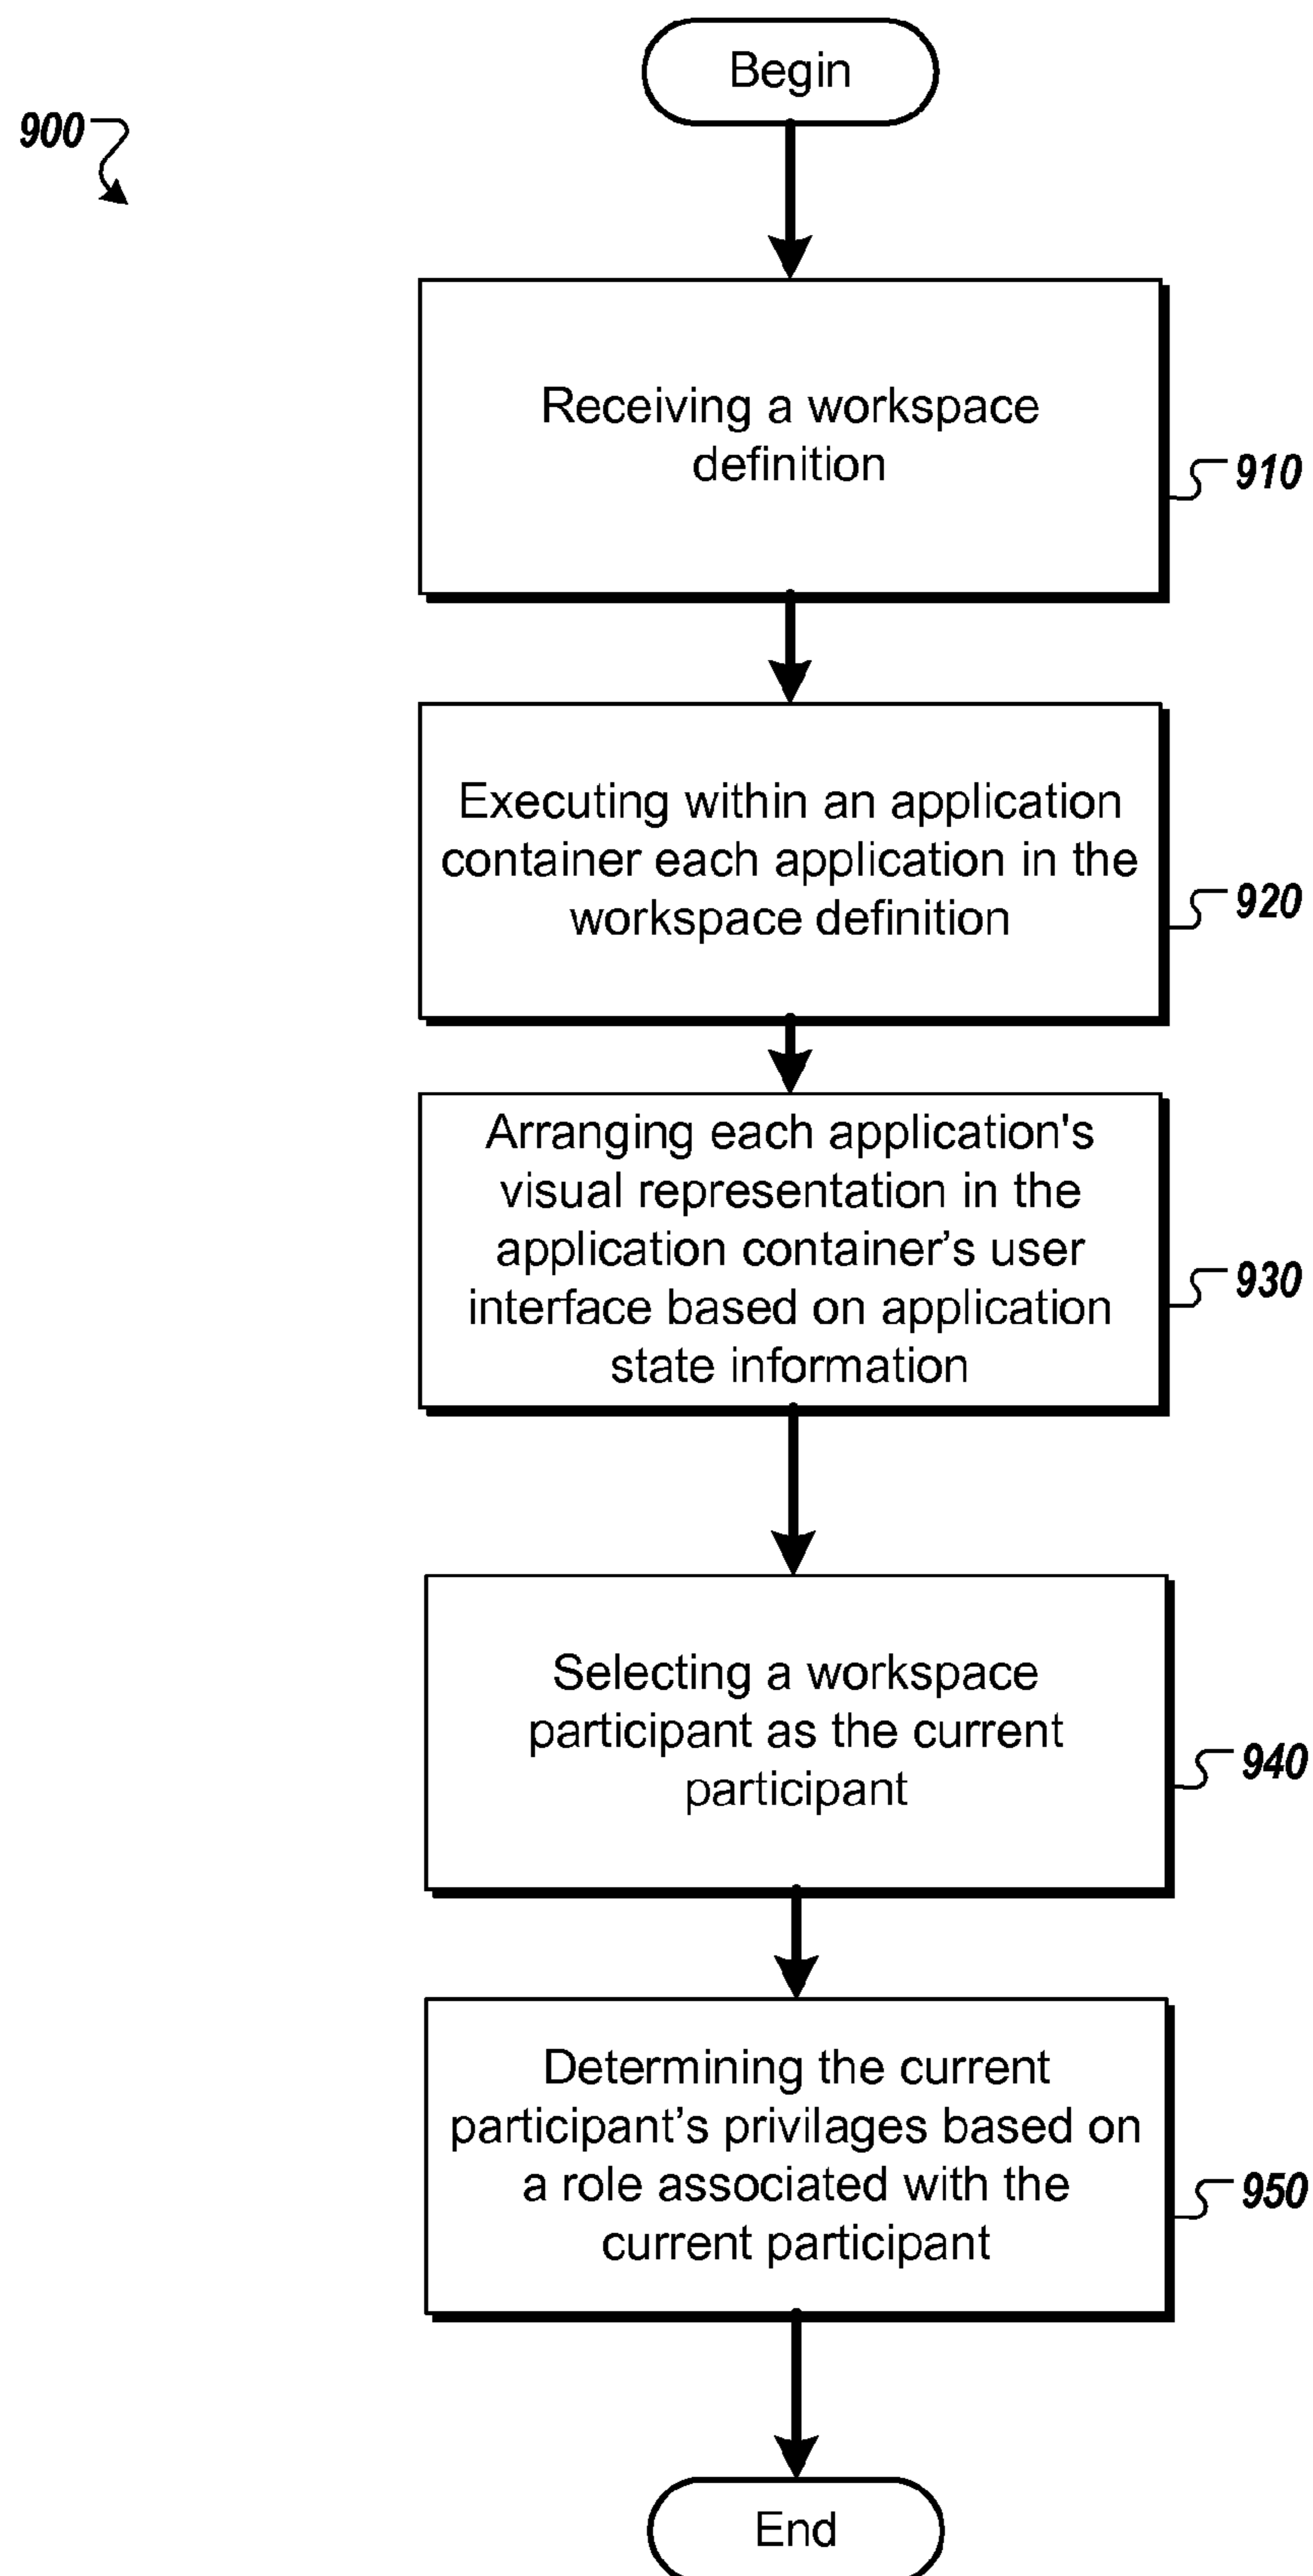 Begin
900
Receiving a workspace
definition
910
Executing within an application
container each application in the
workspace definition
920
Arranging each application's
visual representation in the
application container’s user
interface based on application
state information
930
Selecting a workspace
participant as the current
participant
940
Determining the current
participant’s privilages based on
a role associated with the
current participant
950
End